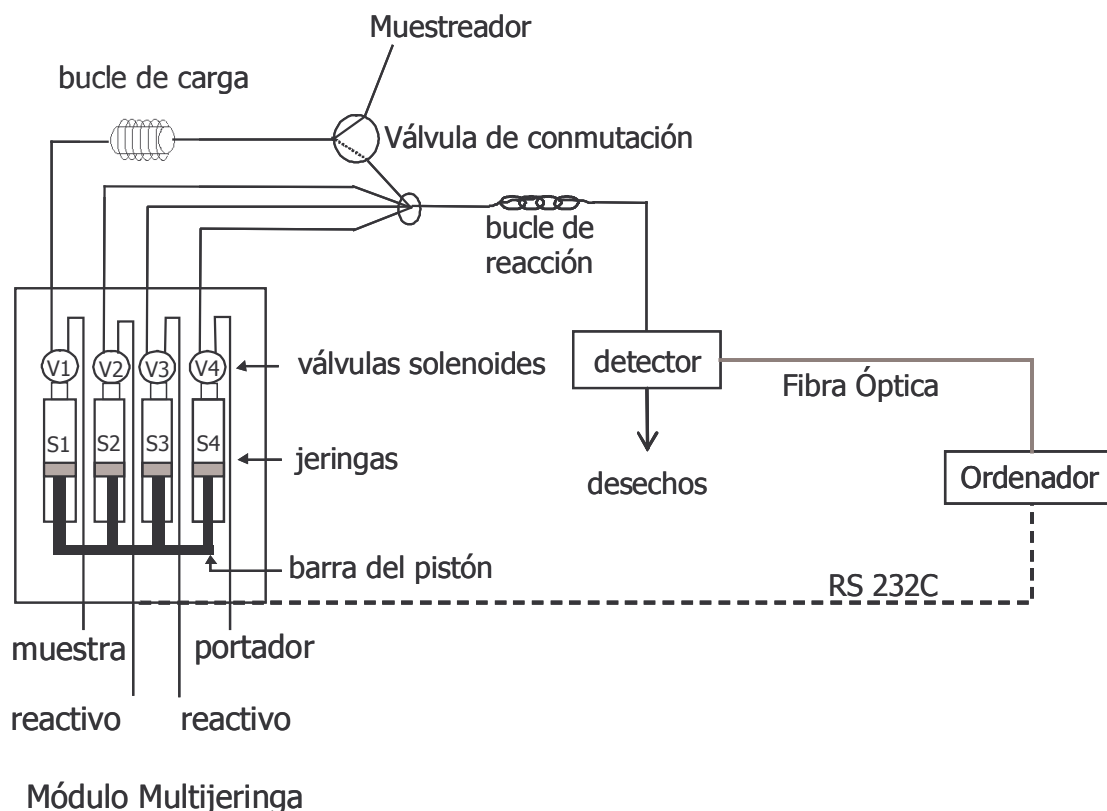 Muestreador
bucle de carga
Válvula de conmutación
bucle de
reacción
V1 V2 V3 V4
válvulas solenoides
detector
Fibra Óptica
S1 S2 S3 S4
jeringas
desechos
Ordenador
barra del pistón
RS 232C
muestra portador
reactivo reactivo
Módulo Multijeringa